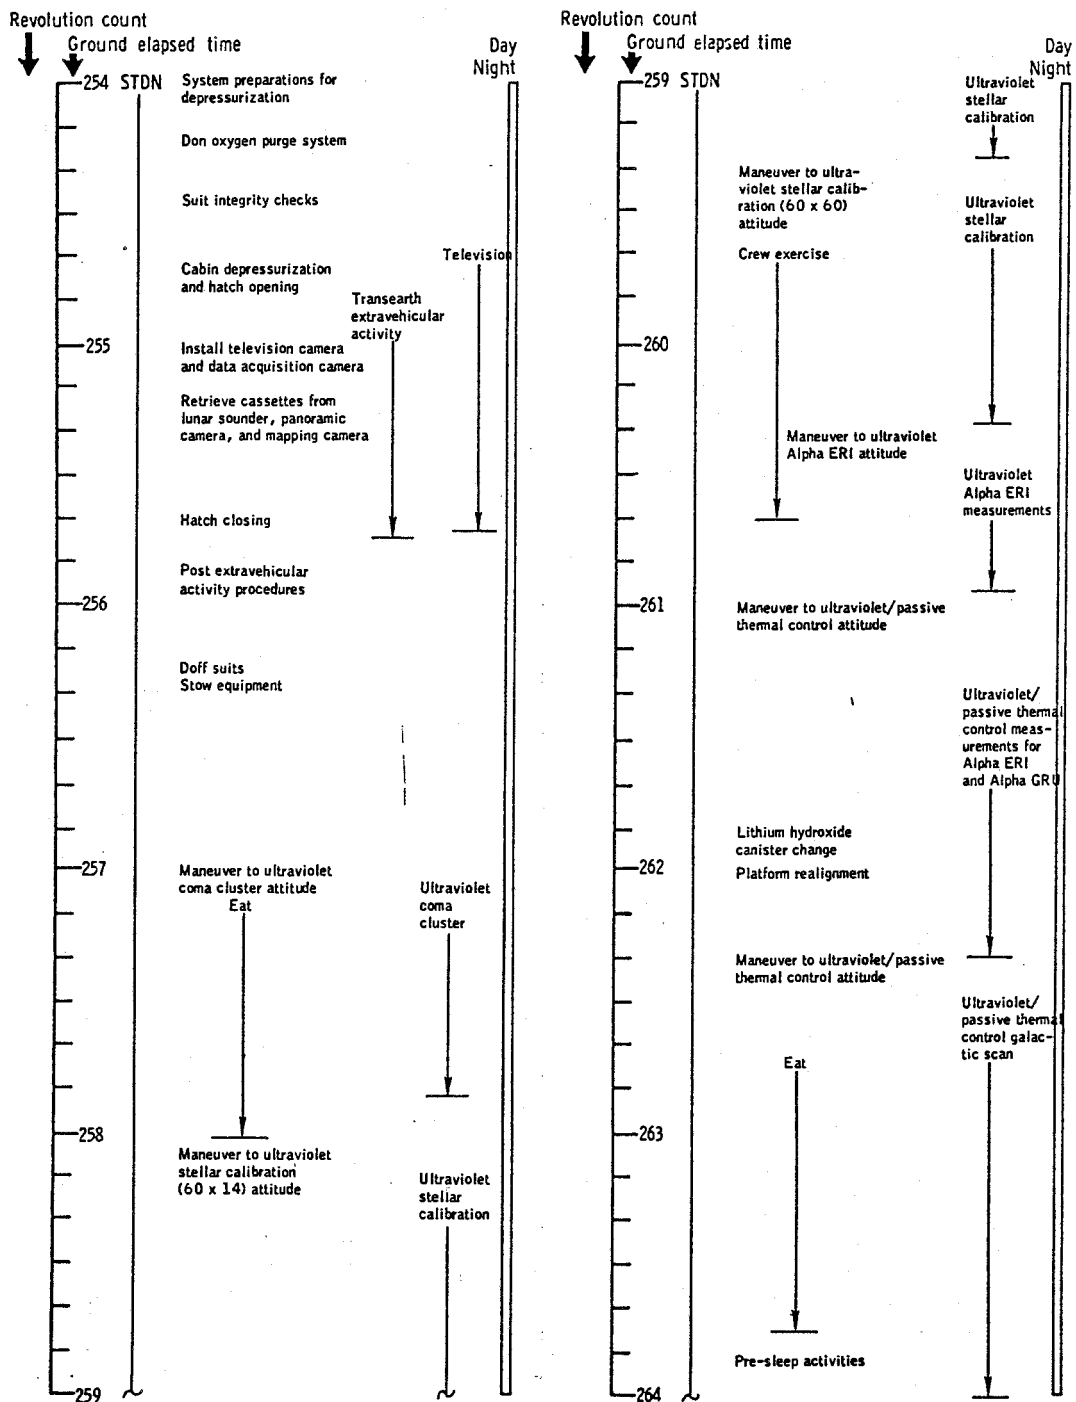 Revolution count
Ground elapsed time
Day
Night
254 STDN
System preparations for
depressurization
Don oxygen purge system
Suit integrity checks
Television
Cabin depressurization
and hatch opening
Transearth
extravehicular
activity
255
Install television camera
and data acquisition camera
Retrieve cassettes from
lunar sounder, panoramic
camera, and mapping camera
Hatch closing
Post extravehicular
activity procedures
256
Doff suits
Stow equipment
257
Maneuver to ultraviolet
coma cluster attitude
Eat
Ultraviolet
coma
cluster
258
Maneuver to ultraviolet
stellar calibration
(60 x 14) attitude
Ultraviolet
stellar
calibration
259
Revolution count
Ground elapsed time
Day
Night
259 STDN
Ultraviolet
stellar
calibration
Maneuver to ultra-
violet stellar calib-
ration (60 x 60)
attitude
Ultraviolet
stellar
calibration
Crew exercise
260
Maneuver to ultraviolet
Alpha ERI attitude
Ultraviolet
Alpha ERI
measurements
261
Maneuver to ultraviolet/passive
thermal control attitude
Ultraviolet/
passive thermal
control meas-
urements for
Alpha ERI
and Alpha GRU
Lithium hydroxide
canister change
262
Platform realignment
Maneuver to ultraviolet/passive
thermal control attitude
Ultraviolet/
passive thermal
control galac-
tic scan
Eat
263
Pre-sleep activities
264